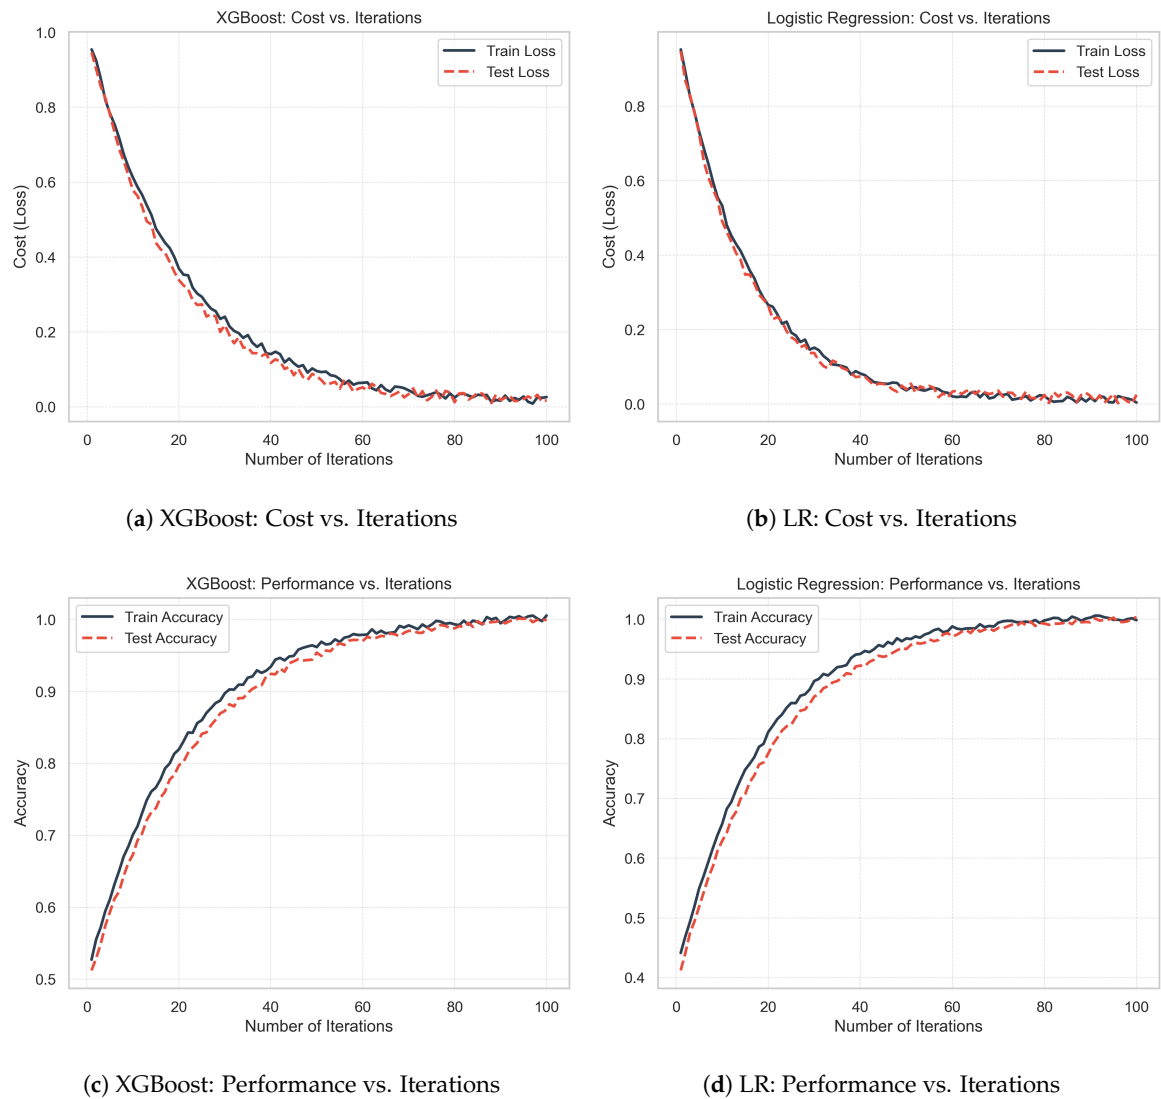 XGBoost: Cost vs. Iterations
1.0
0.8
0.6
0.4
0.2
0.0
Cost (Loss)
Train Loss
Test Loss
0 20 40 60 80 100
Number of Iterations
(a) XGBoost: Cost vs. Iterations
Logistic Regression: Cost vs. Iterations
0.8
0.6
0.4
0.2
0.0
Cost (Loss)
Train Loss
Test Loss
0 20 40 60 80 100
Number of Iterations
(b) LR: Cost vs. Iterations
XGBoost: Performance vs. Iterations
1.0
0.9
0.8
0.7
0.6
0.5
Accuracy
Train Accuracy
Test Accuracy
0 20 40 60 80 100
Number of Iterations
(c) XGBoost: Performance vs. Iterations
Logistic Regression: Performance vs. Iterations
1.0
0.9
0.8
0.7
0.6
0.5
0.4
Accuracy
Train Accuracy
Test Accuracy
0 20 40 60 80 100
Number of Iterations
(d) LR: Performance vs. Iterations